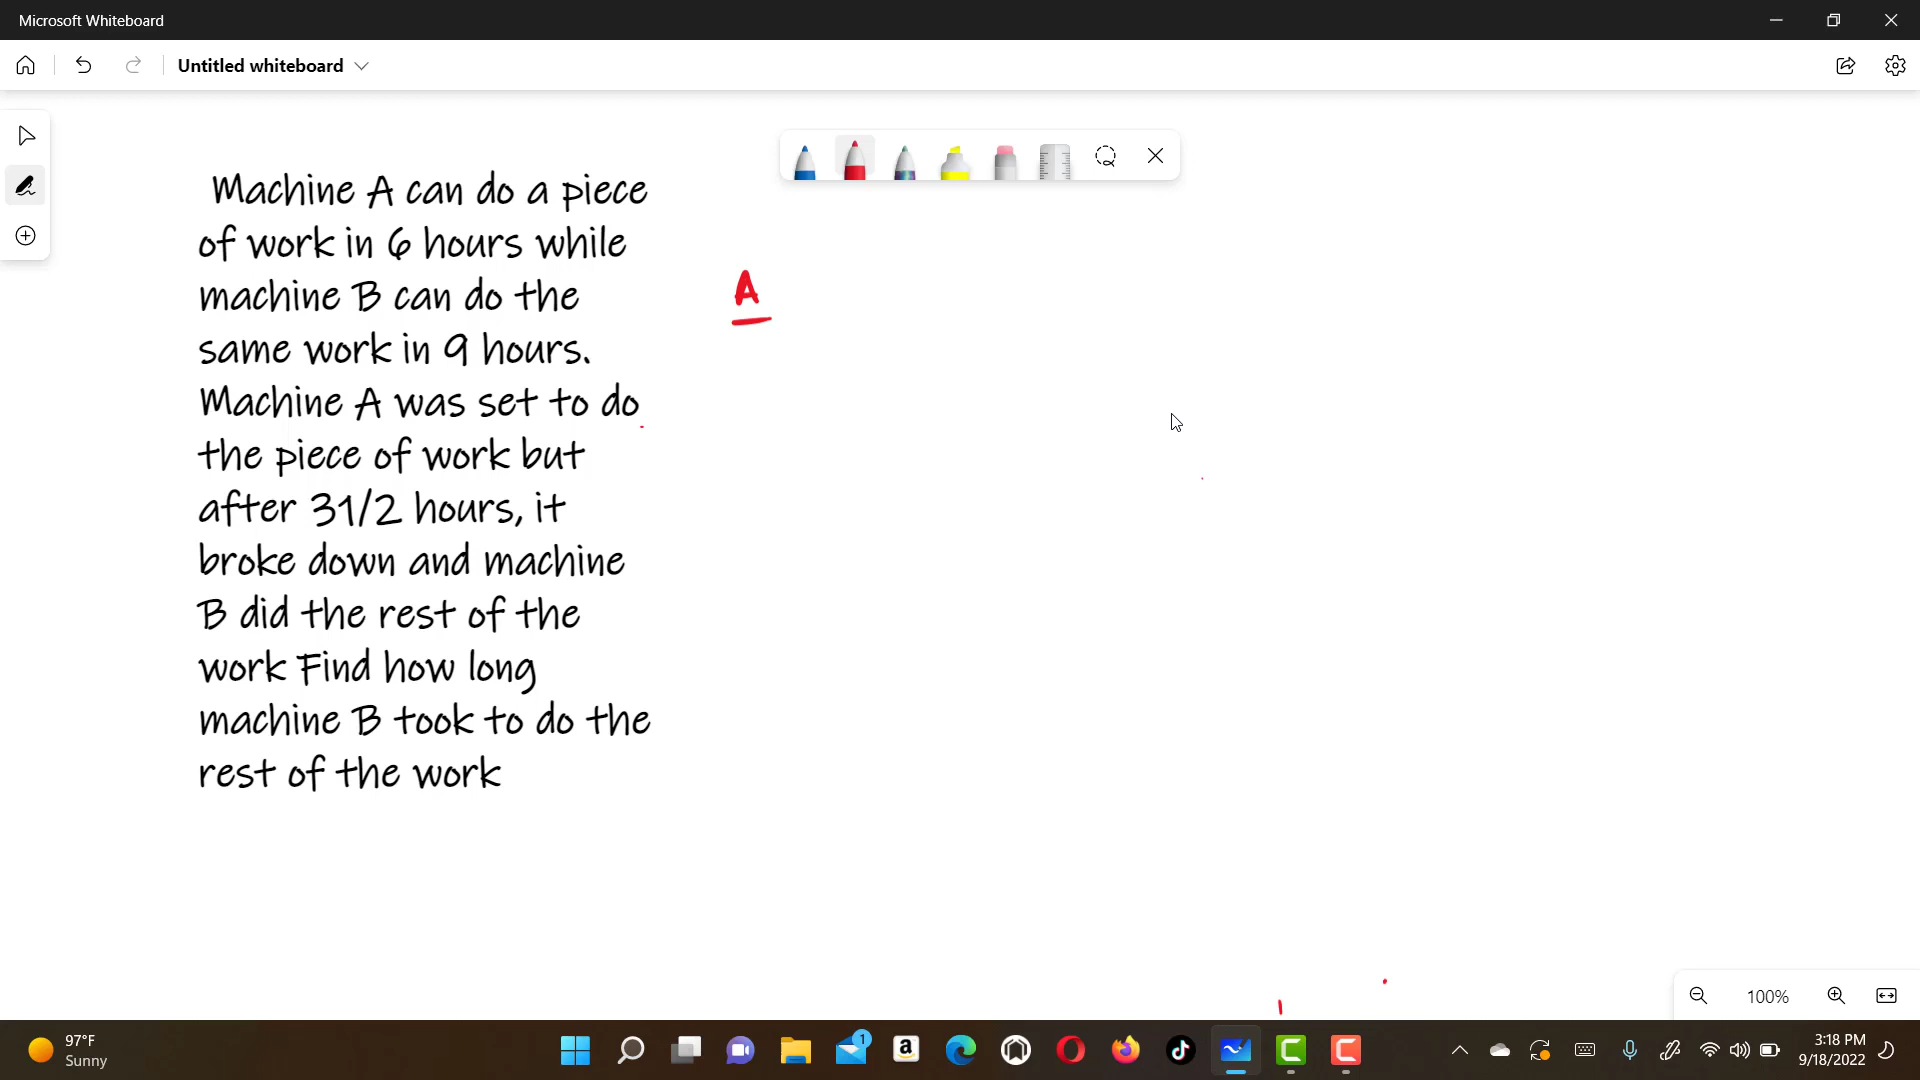 Microsoft Whiteboard
Untitled whiteboard
Machine A can do a piece
of work in 6 hours while
machine B can do the
same work in 9 hours.
Machine A was set to do
the piece of work but
after 31/2 hours, it
broke down and machine
B did the rest of the
work Find how long
machine B took to do the
rest of the work
A
100%
97°F
Sunny
1
a
3:18 PM
9/18/2022